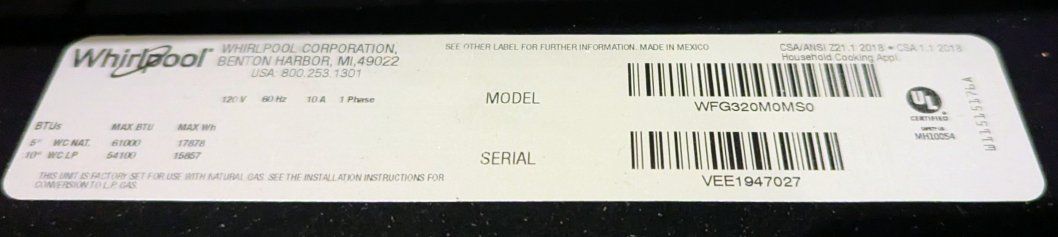 Whirlpool
WHIRLPOOL CORPORATION,
BENTON HARBOR, MI,49022
USA: 800.253.1301
SEE OTHER LABEL FOR FURTHER INFORMATION. MADE IN MEXICO
CSA/ANSI Z21.1 2018 • CSA 1.1 2018
Household Cooking Appl.
120 V 60 Hz 10 A 1 Phase
MODEL
WFG320M0MS0
BTUs MAX BTU MAX Wh
5" WC NAT. 61000 17878
10" WC LP 54100 15857
SERIAL
VEE1947027
THIS UNIT IS FACTORY SET FOR USE WITH NATURAL GAS. SEE THE INSTALLATION INSTRUCTIONS FOR
CONVERSION TO L.P. GAS.
UL
CERTIFIED
MH10054
W11515176A